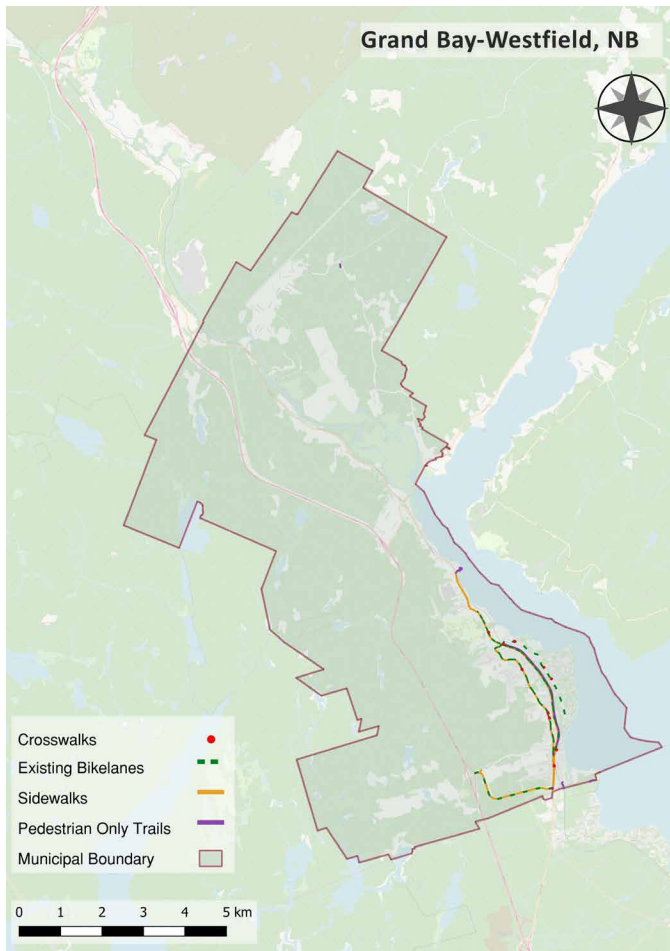 Grand Bay-Westfield, NB
Crosswalks
Existing Bikelanes
Sidewalks
Pedestrian Only Trails
Municipal Boundary
0 1 2 3 4 5 km